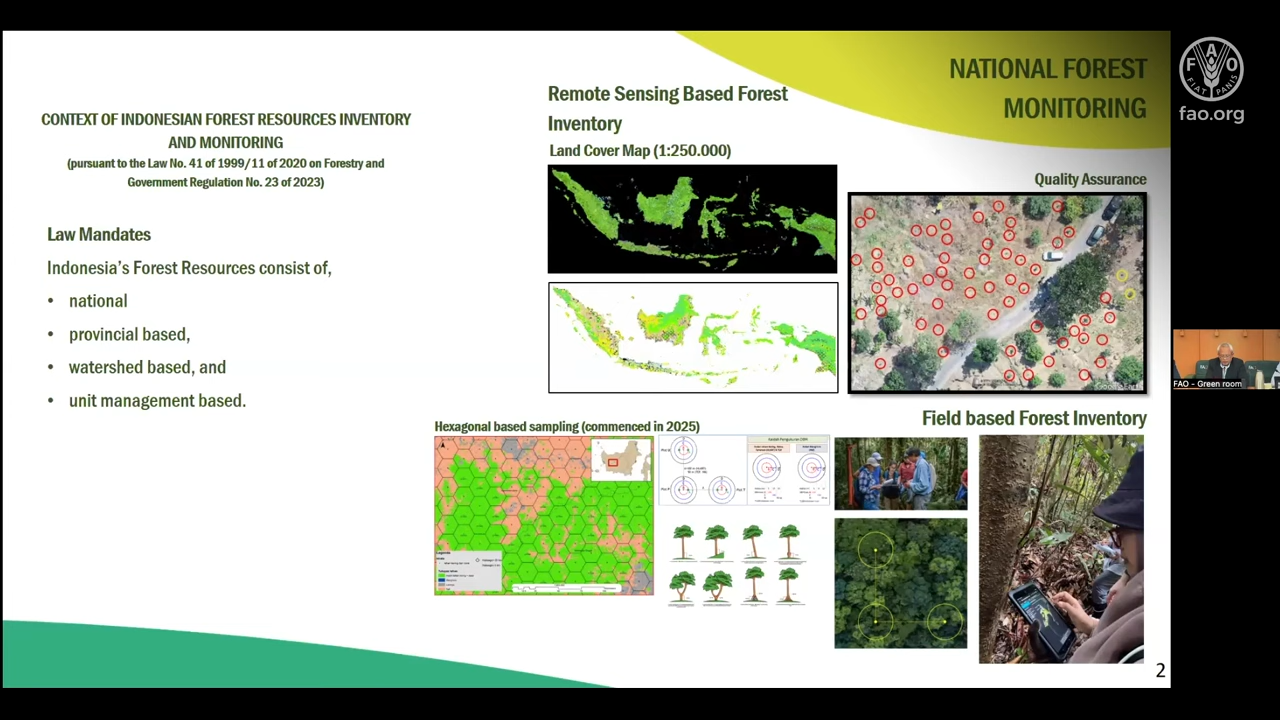 NATIONAL FOREST
MONITORING
FAO
FIAT PANIS
fao.org
CONTEXT OF INDONESIAN FOREST RESOURCES INVENTORY
AND MONITORING
(pursuant to the Law No. 41 of 1999/11 of 2020 on Forestry and
Government Regulation No. 23 of 2023)
Law Mandates
Indonesia's Forest Resources consist of,
• national
• provincial based,
• watershed based, and
• unit management based.
Remote Sensing Based Forest
Inventory
Land Cover Map (1:250.000)
Quality Assurance
Hexagonal based sampling (commenced in 2025)
Field based Forest Inventory
FAO - Green room
2